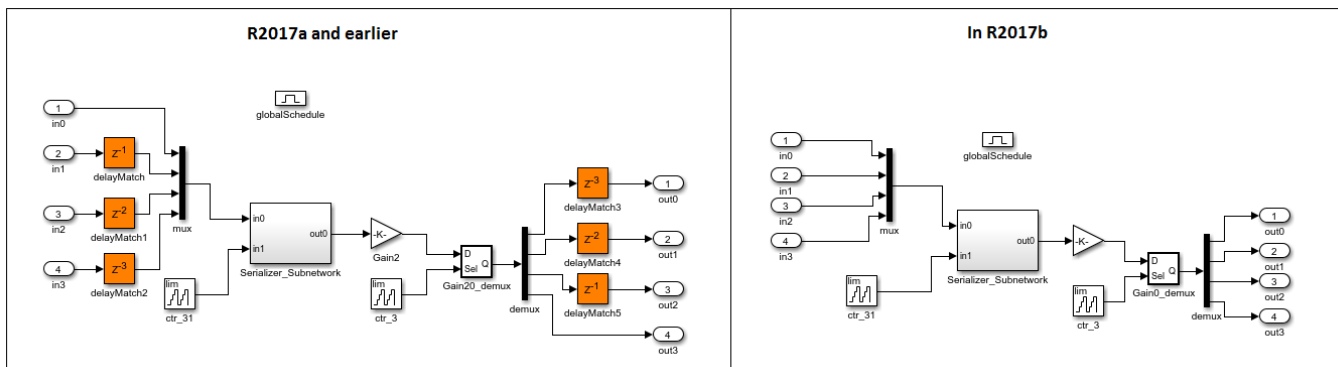 R2017a and earlier
1
in0
globalSchedule
2
in1
Z-1
delayMatch
3
in2
Z-2
delayMatch1
mux
4
in3
Z-3
delayMatch2
in0
in1
out0
Serializer_Subnetwork
lim
ctr_31
-K-
Gain2
lim
ctr_3
D
Sel
Q
Gain20_demux
demux
Z-3
delayMatch3
1
out0
Z-2
delayMatch4
2
out1
Z-1
delayMatch5
3
out2
4
out3
In R2017b
1
in0
2
in1
3
in2
4
in3
mux
globalSchedule
in0
in1
out0
Serializer_Subnetwork
lim
ctr_31
-K-
lim
ctr_3
D
Sel
Q
Gain0_demux
demux
1
out0
2
out1
3
out2
4
out3